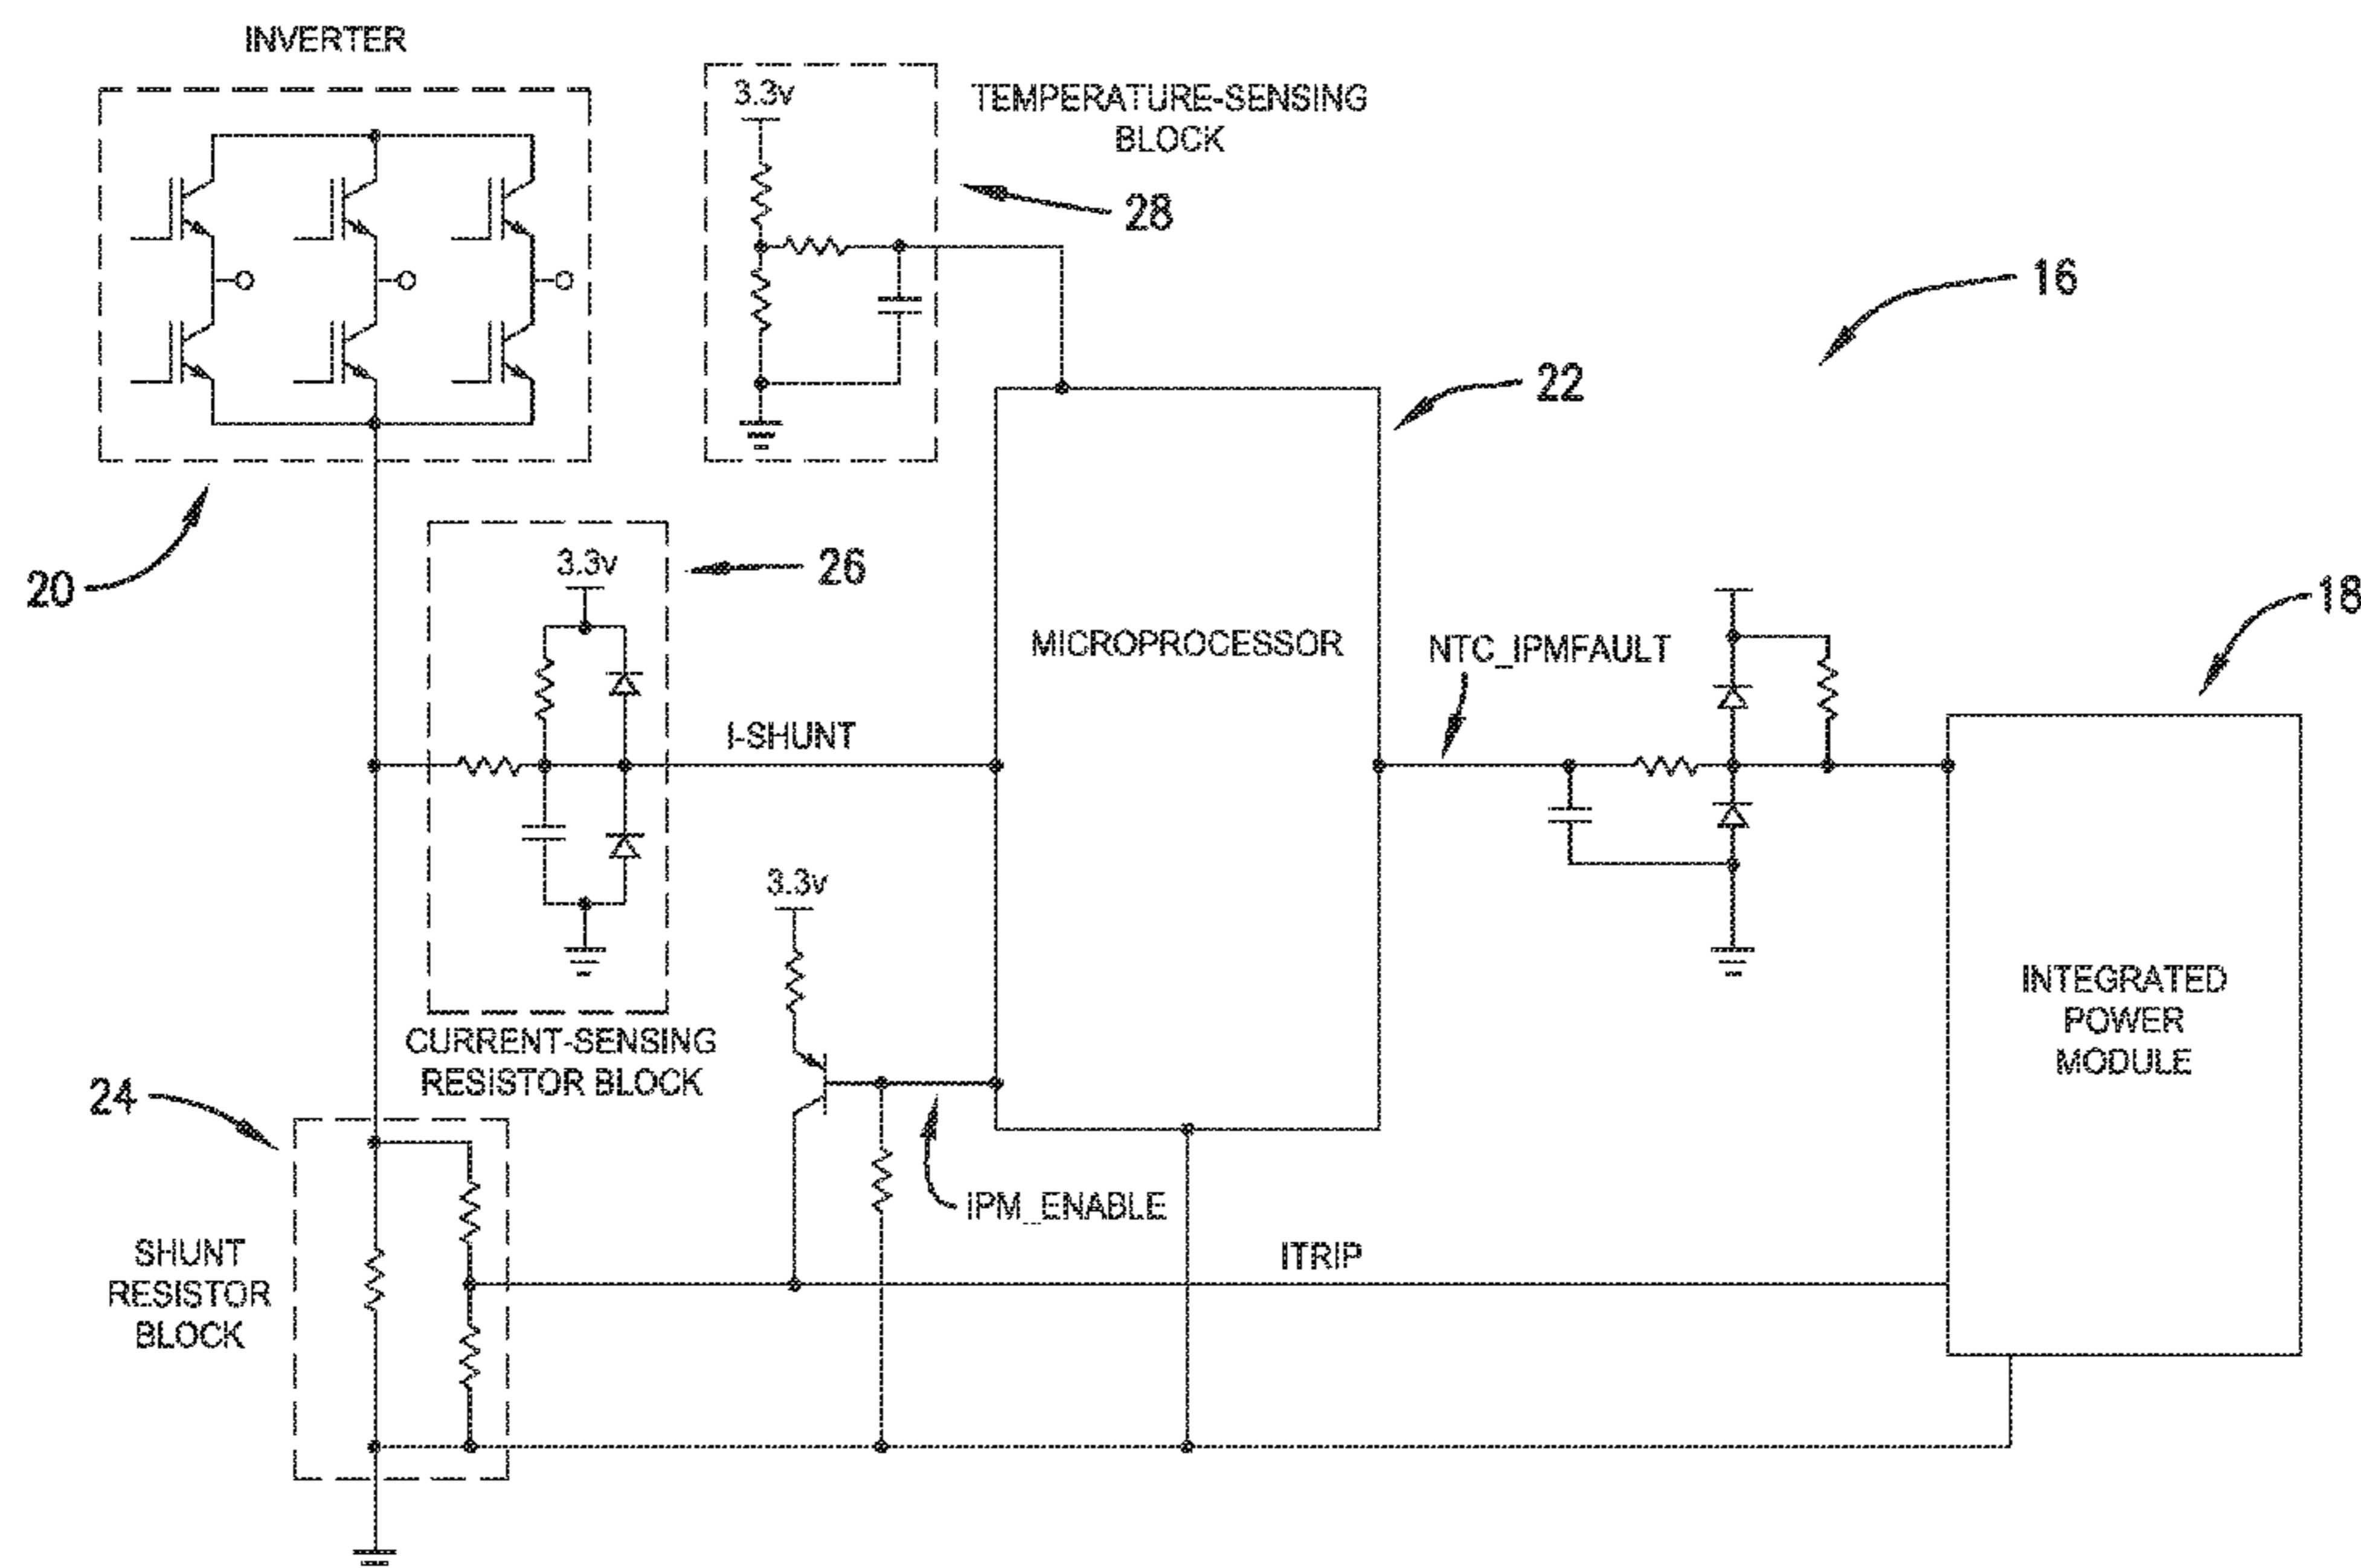 INVERTER
3.3v
TEMPERATURE-SENSING
BLOCK
28
16
22
20
3.3v
26
18
MICROPROCESSOR
NTC_IPMFAULT
I-SHUNT
3.3v
INTEGRATED
POWER
MODULE
CURRENT-SENSING
RESISTOR BLOCK
24
IPM_ENABLE
SHUNT
RESISTOR
BLOCK
ITRIP